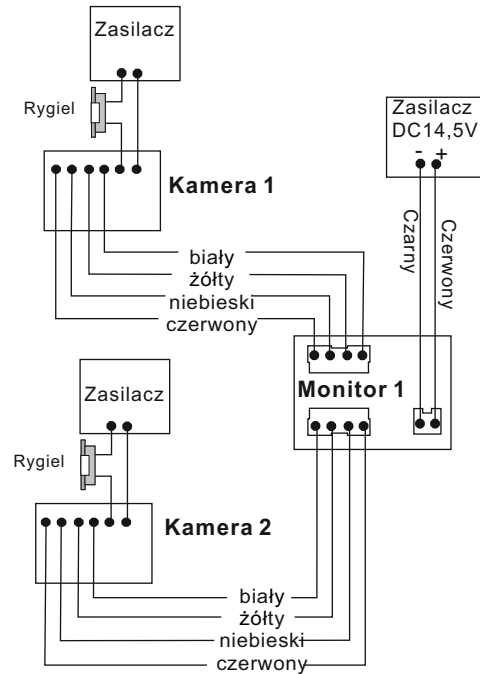 Zasilacz
Rygiel
Kamera 1
Zasilacz
DC14,5V
- +
Czarny
Czerwony
biały
żółty
niebieski
czerwony
Monitor 1
Zasilacz
Rygiel
Kamera 2
biały
żółty
niebieski
czerwony